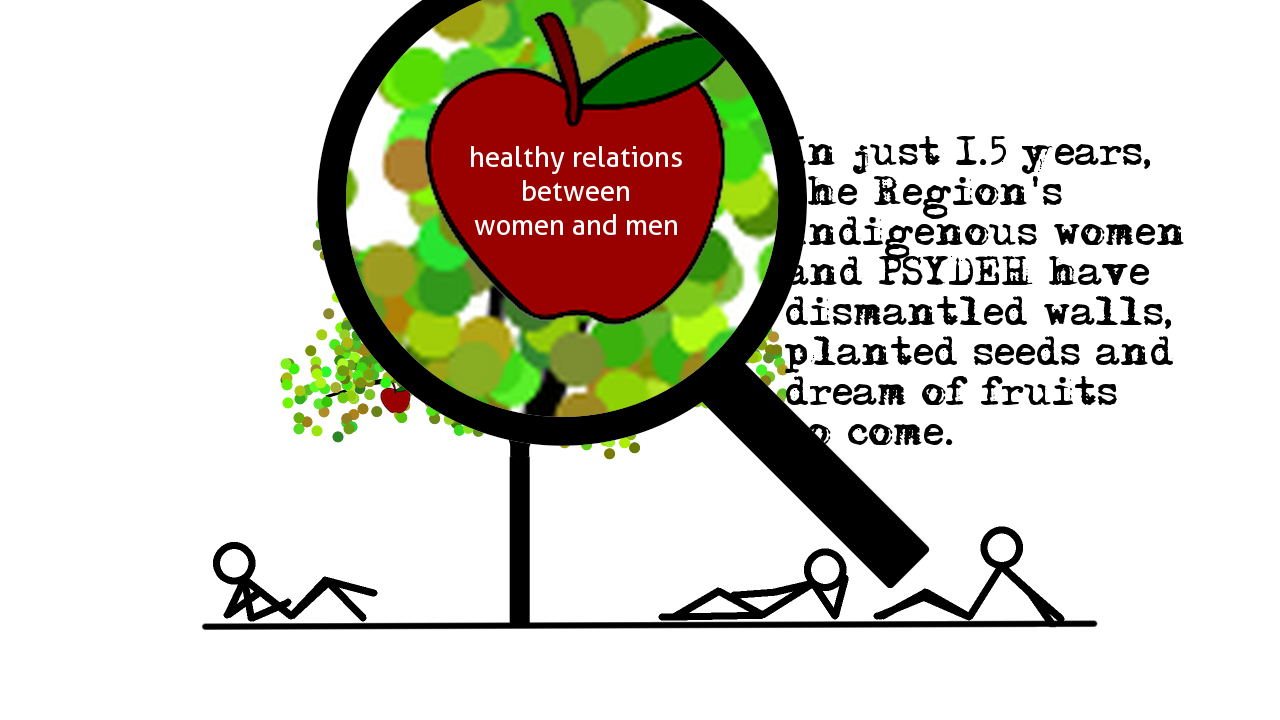 healthy relations
between
women and men
In just 1.5 years,
the Region's
indigenous women
and PSYDEH have
dismantled walls,
planted seeds and
dream of fruits
to come.